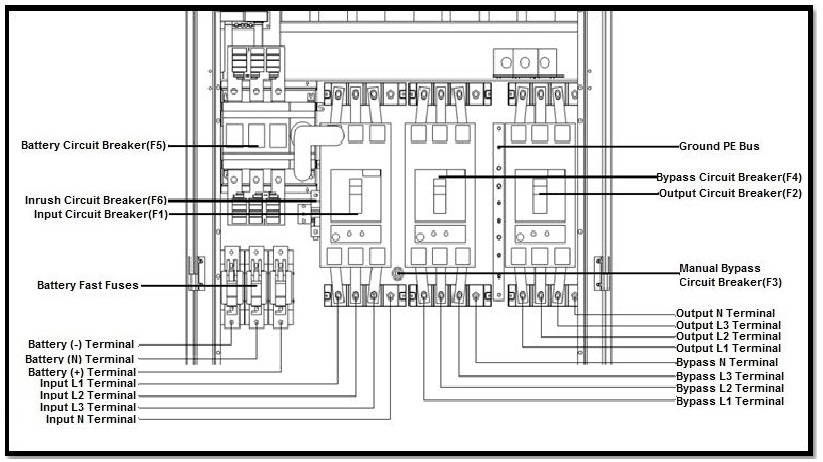 Battery Circuit Breaker(F5)
Inrush Circuit Breaker(F6)
Input Circuit Breaker(F1)
Battery Fast Fuses
Battery (-) Terminal
Battery (N) Terminal
Battery (+) Terminal
Input L1 Terminal
Input L2 Terminal
Input L3 Terminal
Input N Terminal
Ground PE Bus
Bypass Circuit Breaker(F4)
Output Circuit Breaker(F2)
Manual Bypass
Circuit Breaker(F3)
Output N Terminal
Output L3 Terminal
Output L2 Terminal
Output L1 Terminal
Bypass N Terminal
Bypass L3 Terminal
Bypass L2 Terminal
Bypass L1 Terminal